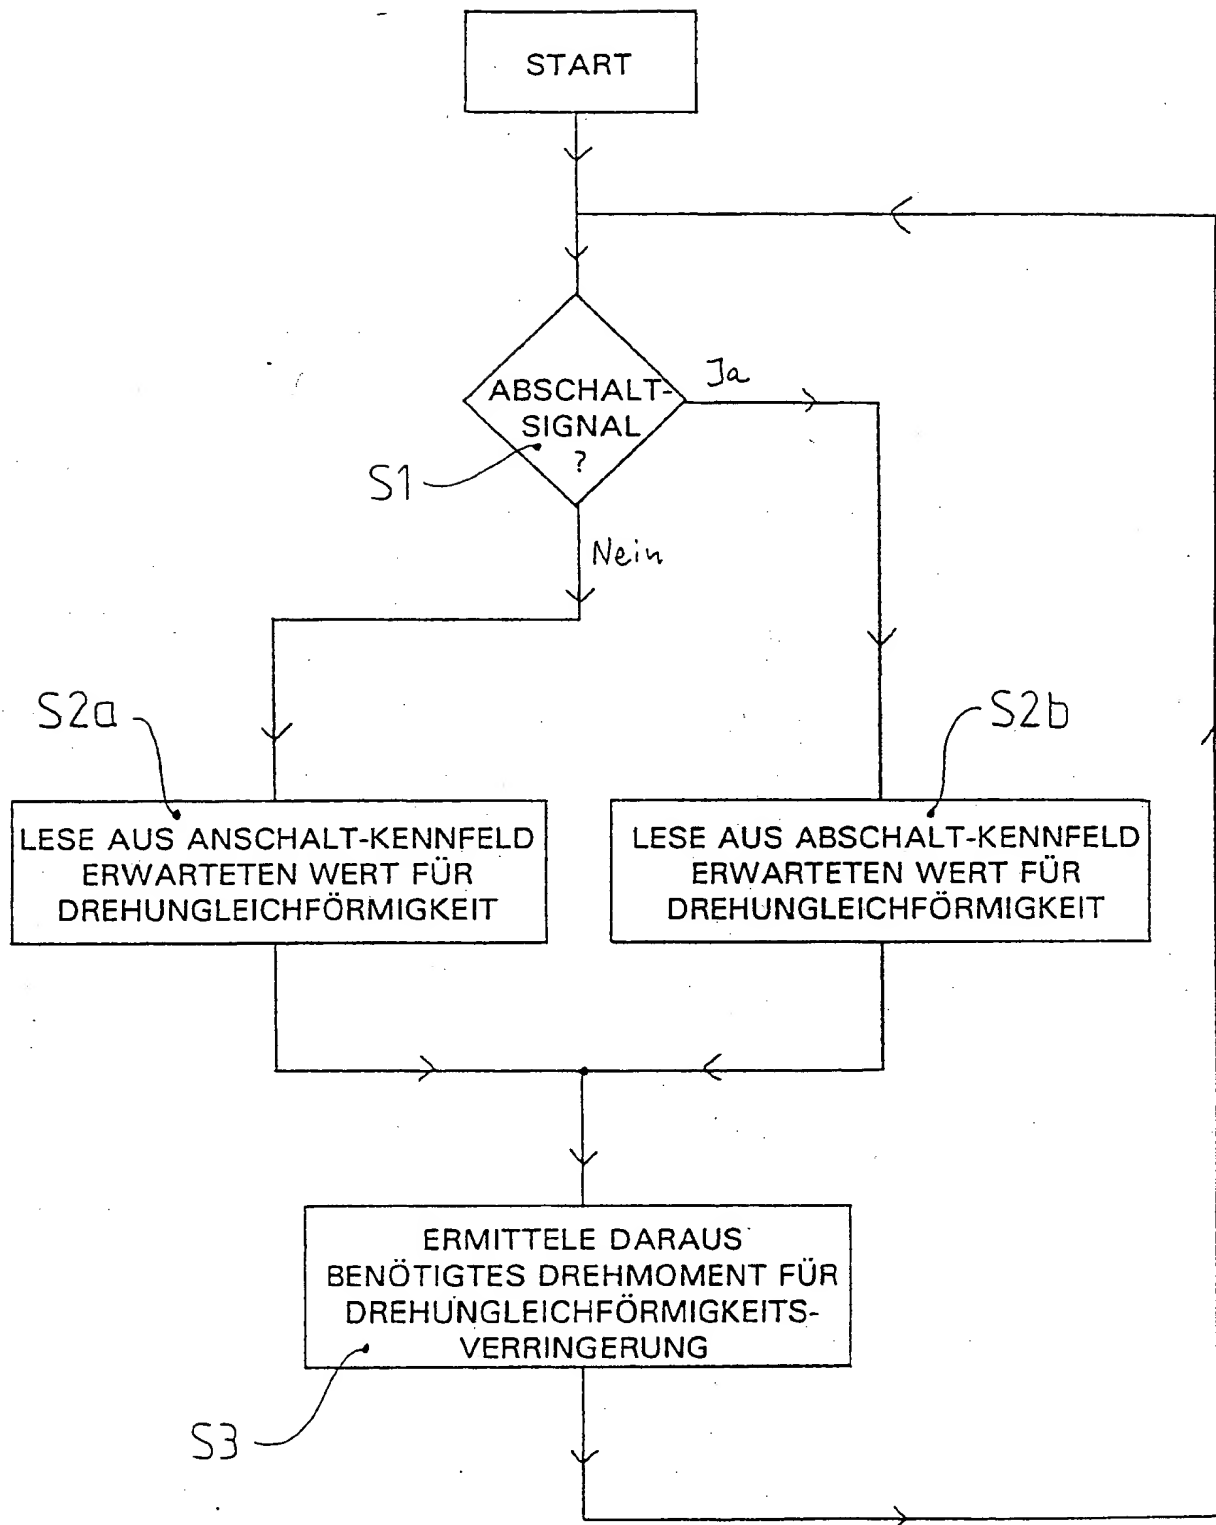 START
ABSCHALT-
SIGNAL
?
Ja
S1
Nein
S2a
S2b
LESE AUS ANSCHALT-KENNFELD
ERWARTETEN WERT FÜR
DREHUNGLEICHFÖRMIGKEIT
LESE AUS ABSCHALT-KENNFELD
ERWARTETEN WERT FÜR
DREHUNGLEICHFÖRMIGKEIT
ERMITTELE DARAUS
BENÖTIGTES DREHMOMENT FÜR
DREHUNGLEICHFÖRMIGKEITS-
VERRINGERUNG
S3